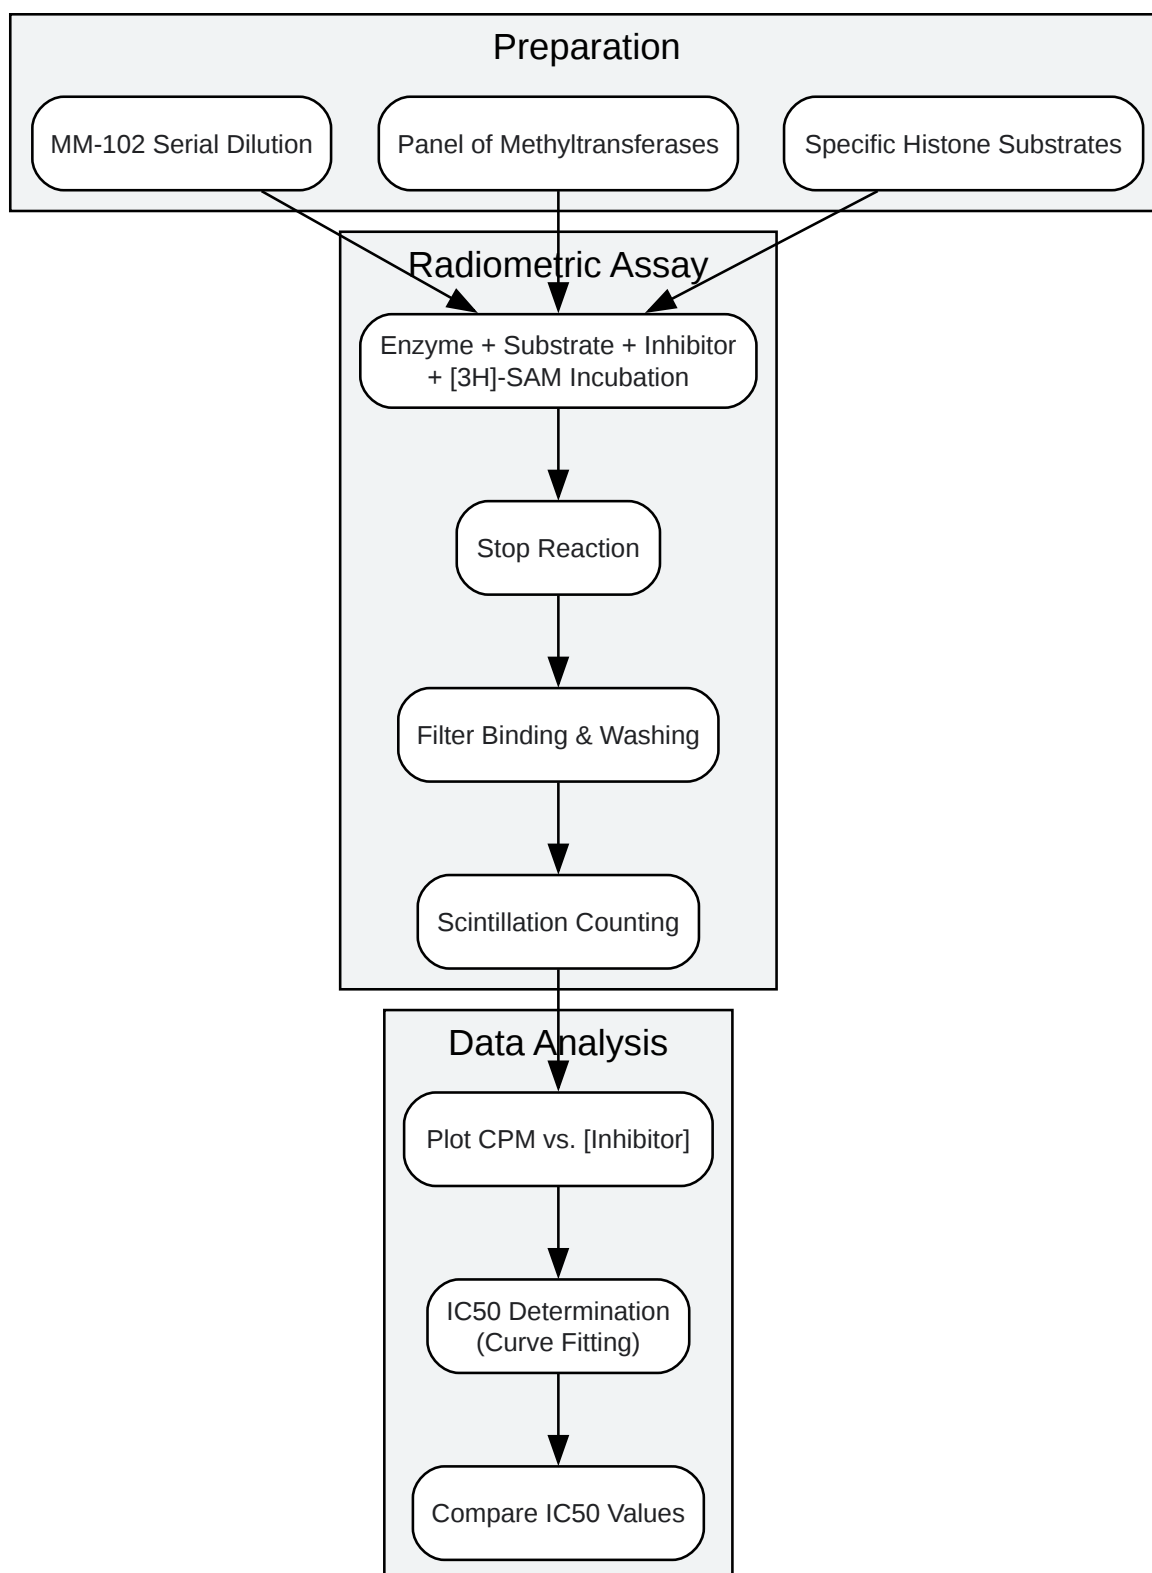 Preparation
MM-102 Serial Dilution
Panel of Methyltransferases
Specific Histone Substrates
Radiometric Assay
Enzyme + Substrate + Inhibitor
+ [3H]-SAM Incubation
Stop Reaction
Filter Binding & Washing
Scintillation Counting
Data Analysis
Plot CPM vs. [Inhibitor]
IC50 Determination
(Curve Fitting)
Compare IC50 Values